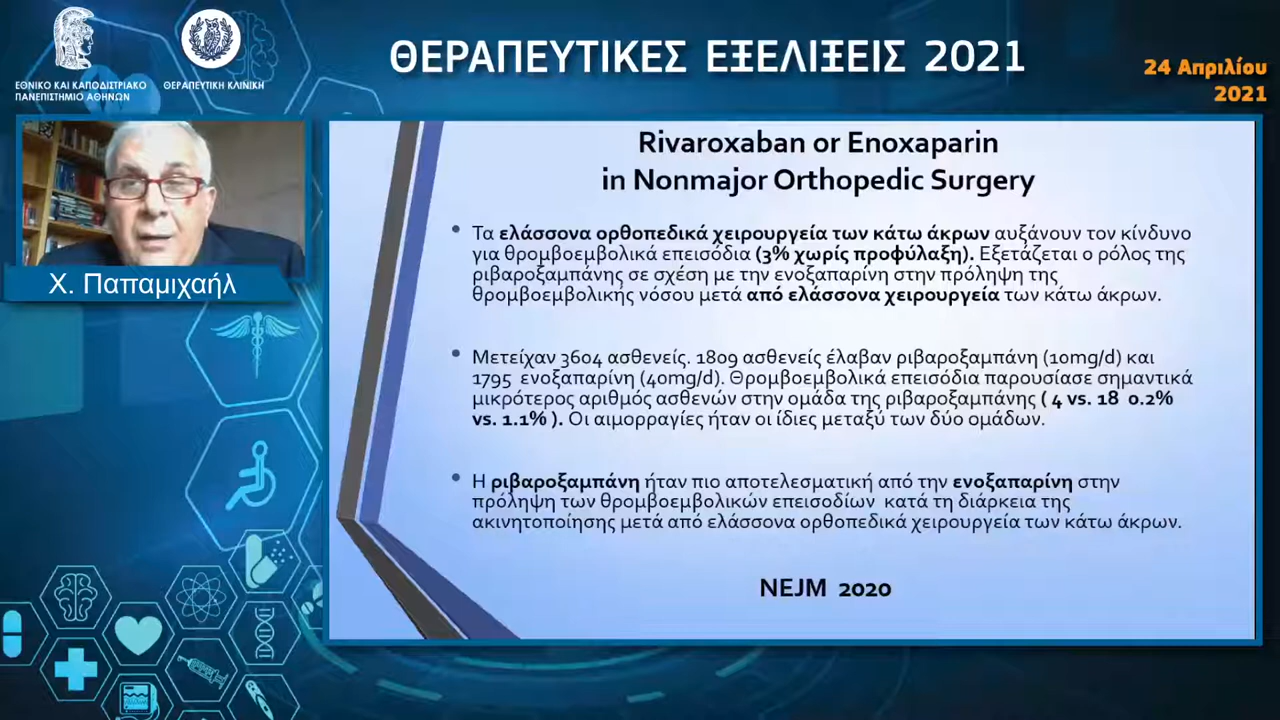 ΘΕΡΑΠΕΥΤΙΚΕΣ ΕΞΕΛΙΞΕΙΣ 2021
24 Απριλίου
2021
ΕΘΝΙΚΟ ΚΑΙ ΚΑΠΟΔΙΣΤΡΙΑΚΟ
ΠΑΝΕΠΙΣΤΗΜΙΟ ΑΘΗΝΩΝ
ΘΕΡΑΠΕΥΤΙΚΗ ΚΛΙΝΙΚΗ
Χ. Παπαμιχαήλ
Rivaroxaban or Enoxaparin
in Nonmajor Orthopedic Surgery
• Τα ελάσσονα ορθοπεδικά χειρουργεία των κάτω άκρων αυξάνουν τον κίνδυνο
για θρομβοεμβολικά επεισόδια (3% χωρίς προφύλαξη). Εξετάζεται ο ρόλος της
ριβαροξαμπάνης σε σχέση με την ενοξαπαρίνη στην πρόληψη της
θρομβοεμβολικής νόσου μετά από ελάσσονα χειρουργεία των κάτω άκρων.
• Μετείχαν 3604 ασθενείς. 1809 ασθενείς έλαβαν ριβαροξαμπάνη (10mg/d) και
1795 ενοξαπαρίνη (40mg/d). Θρομβοεμβολικά επεισόδια παρουσίασε σημαντικά
μικρότερος αριθμός ασθενών στην ομάδα της ριβαροξαμπάνης ( 4 vs. 18 0.2%
vs. 1.1% ). Οι αιμορραγίες ήταν οι ίδιες μεταξύ των δύο ομάδων.
• Η ριβαροξαμπάνη ήταν πιο αποτελεσματική από την ενοξαπαρίνη στην
πρόληψη των θρομβοεμβολικών επεισοδίων κατά τη διάρκεια της
ακινητοποίησης μετά από ελάσσονα ορθοπεδικά χειρουργεία των κάτω άκρων.
NEJM 2020